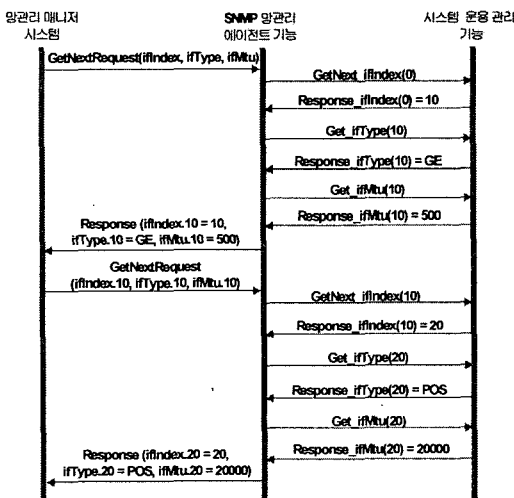 망관리 매니저
시스템
SNMP 망관리
에이전트 기능
시스템 운용 관리
기능
GetNextRequest(ifIndex, ifType, ifMtu)
GetNext_ifIndex(0)
Response_ifIndex(0) = 10
Get_ifType(10)
Response_ifType(10) = GE
Get_ifMtu(10)
Response_ifMtu(10) = 500
Response (ifIndex.10 = 10,
ifType.10 = GE, ifMtu.10 = 500)
GetNextRequest
(ifIndex.10, ifType.10, ifMtu.10)
GetNext_ifIndex(10)
Response_ifIndex(10) = 20
Get_ifType(20)
Response_ifType(20) = POS
Get_ifMtu(20)
Response_ifMtu(20) = 20000
Response (ifIndex.20 = 20,
ifType.20 = POS, ifMtu.20 = 20000)